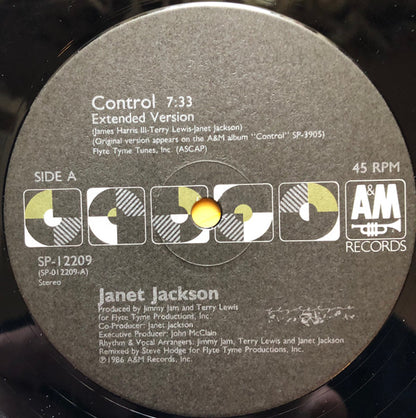 Control 7:33
Extended Version
(James Harris III-Terry Lewis-Janet Jackson)
(Original version appears on the A&M album "Control" SP-3905)
Flyte Tyme Tunes, Inc. (ASCAP)
SIDE A
45 RPM
A&M
RECORDS
SP-12209
(SP-012209-A)
Stereo
Janet Jackson
Produced by Jimmy Jam and Terry Lewis
for Flyte Tyme Productions, Inc.
Co-Producer: Janet Jackson
Executive Producer: John McClain
Rhythm & Vocal Arrangers: Jimmy Jam, Terry Lewis and Janet Jackson
Remixed by Steve Hodge for Flyte Tyme Productions, Inc.
℗1986 A&M Records, Inc.